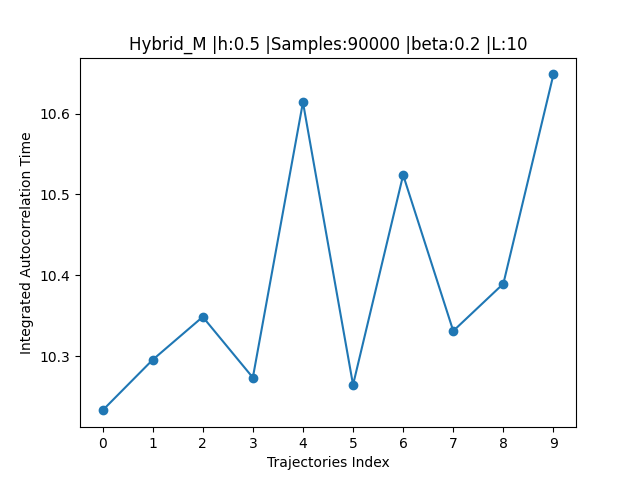 Hybrid_M |h:0.5 |Samples:90000 |beta:0.2 |L:10
Integrated Autocorrelation Time
10.6
10.5
10.4
10.3
0 1 2 3 4 5 6 7 8 9
Trajectories Index